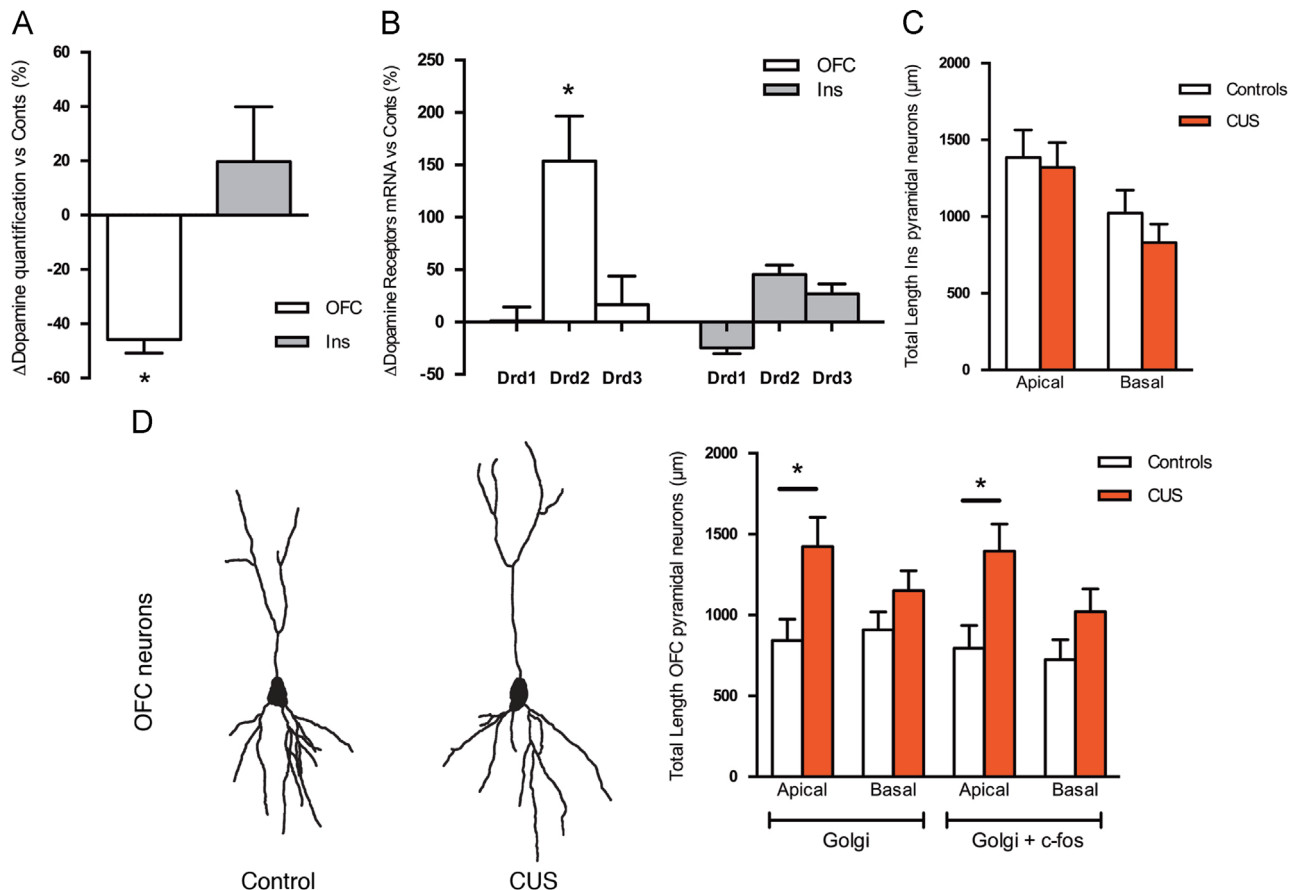 A
ΔDopamine quantification vs Conts (%)
60
40
20
0
-20
-40
-60
*
OFC
Ins
B
ΔDopamine Receptors mRNA vs Conts (%)
250
200
150
100
50
0
-50
*
Drd1 Drd2 Drd3 Drd1 Drd2 Drd3
OFC
Ins
C
Total Length Ins pyramidal neurons (μm)
2000
1500
1000
500
0
Apical Basal
Controls
CUS
D
OFC neurons
Control
CUS
Total Length OFC pyramidal neurons (μm)
2000
1500
1000
500
0
* *
Apical Basal Apical Basal
Golgi Golgi + c-fos
Controls
CUS